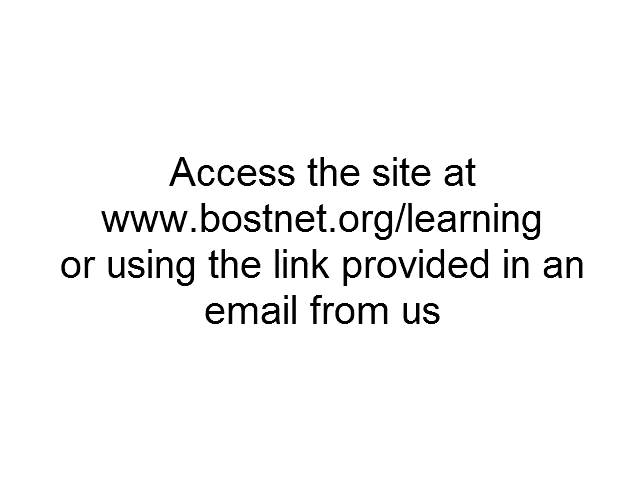 Access the site at
www.bostnet.org/learning
or using the link provided in an
email from us